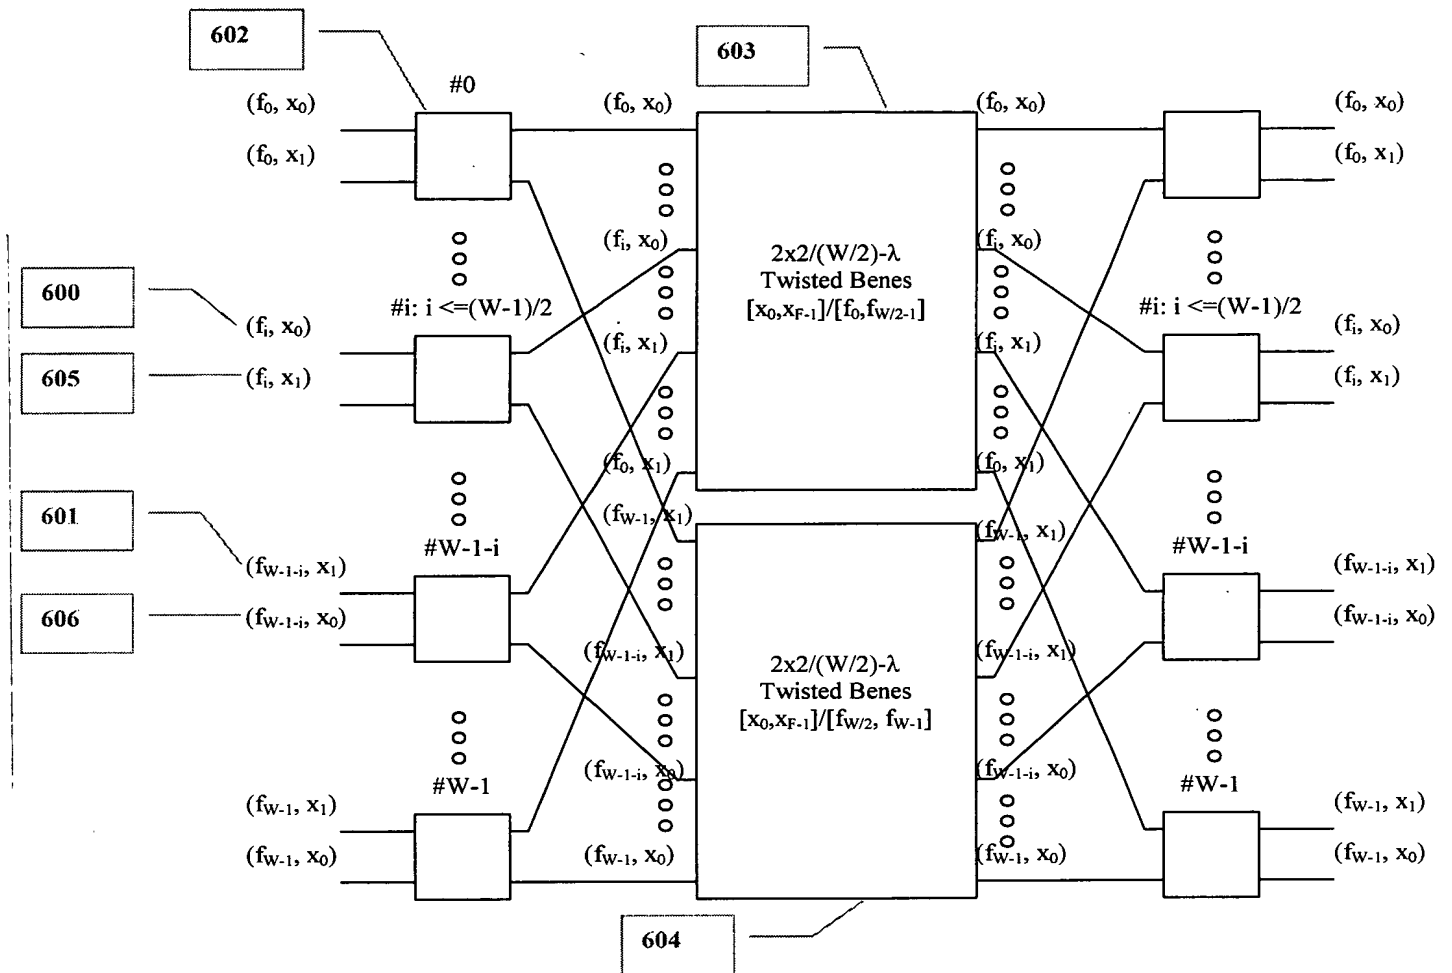 602
603
#0
(f0, x0)
(f0, x0)
(f0, x0)
(f0, x0)
(f0, x1)
(f0, x1)
(fi, x0)
(fi, x0)
2x2/(W/2)-λ
Twisted Benes
[x0,xF-1]/[f0,fW/2-1]
600
#i: i <=(W-1)/2
#i: i <=(W-1)/2
(fi, x0)
(fi, x1)
(fi, x1)
(fi, x0)
605
(fi, x1)
(fi, x1)
(f0, x1)
(f0, x1)
601
(fW-1, x1)
(fW-1, x1)
#W-1-i
#W-1-i
(fW-1-i, x1)
(fW-1-i, x1)
606
(fW-1-i, x0)
(fW-1-i, x0)
(fW-1-i, x1)
(fW-1-i, x1)
2x2/(W/2)-λ
Twisted Benes
[x0,xF-1]/[fW/2, fW-1]
(fW-1-i, x0)
(fW-1-i, x0)
#W-1
#W-1
(fW-1, x1)
(fW-1, x1)
(fW-1, x0)
(fW-1, x0)
(fW-1, x0)
(fW-1, x0)
604